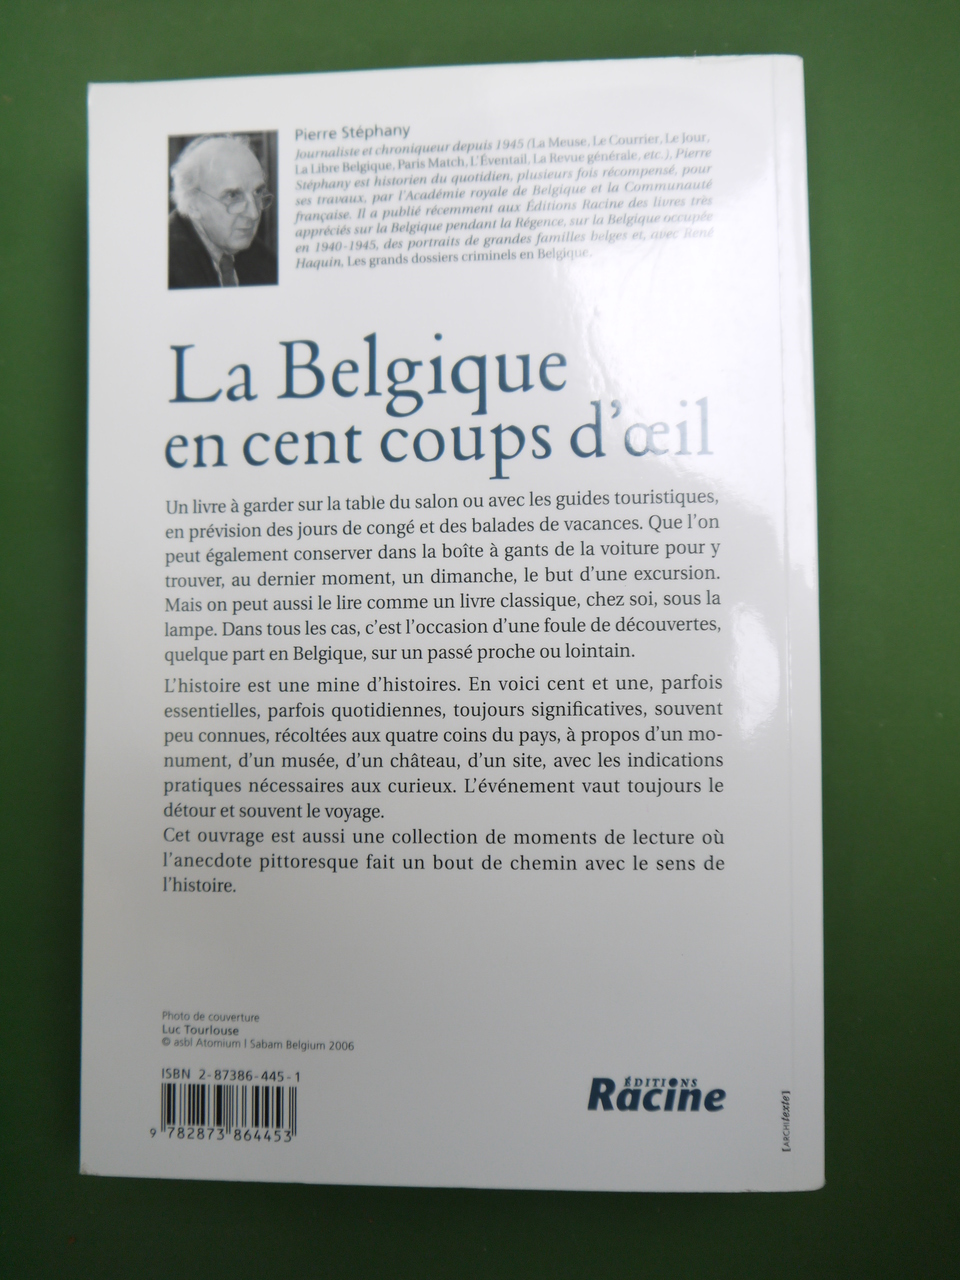 Pierre Stéphany
Journaliste et chroniqueur depuis 1945 (La Meuse, Le Courrier, Le Jour,
La Libre Belgique, Paris Match, L'Éventail, La Revue générale, etc.), Pierre
Stéphany est historien du quotidien, plusieurs fois récompensé, pour
ses travaux, par l'Académie royale de Belgique et la Communauté
française. Il a publié récemment aux Éditions Racine des livres très
appréciés sur la Belgique pendant la Régence, sur la Belgique occupée
en 1940-1945, des portraits de grandes familles belges et, avec René
Haquin, Les grands dossiers criminels en Belgique.
La Belgique
en cent coups d'œil
Un livre à garder sur la table du salon ou avec les guides touristiques,
en prévision des jours de congé et des balades de vacances. Que l'on
peut également conserver dans la boîte à gants de la voiture pour y
trouver, au dernier moment, un dimanche, le but d'une excursion.
Mais on peut aussi le lire comme un livre classique, chez soi, sous la
lampe. Dans tous les cas, c'est l'occasion d'une foule de découvertes,
quelque part en Belgique, sur un passé proche ou lointain.
L'histoire est une mine d'histoires. En voici cent et une, parfois
essentielles, parfois quotidiennes, toujours significatives, souvent
peu connues, récoltées aux quatre coins du pays, à propos d'un mo-
nument, d'un musée, d'un château, d'un site, avec les indications
pratiques nécessaires aux curieux. L'événement vaut toujours le
détour et souvent le voyage.
Cet ouvrage est aussi une collection de moments de lecture où
l'anecdote pittoresque fait un bout de chemin avec le sens de
l'histoire.
Photo de couverture
Luc Tourlouse
© asbl Atomium | Sabam Belgium 2006
ISBN 2-87386-445-1
9 782873 864453
ÉDITIONS
Racine
[ARCHItexte]